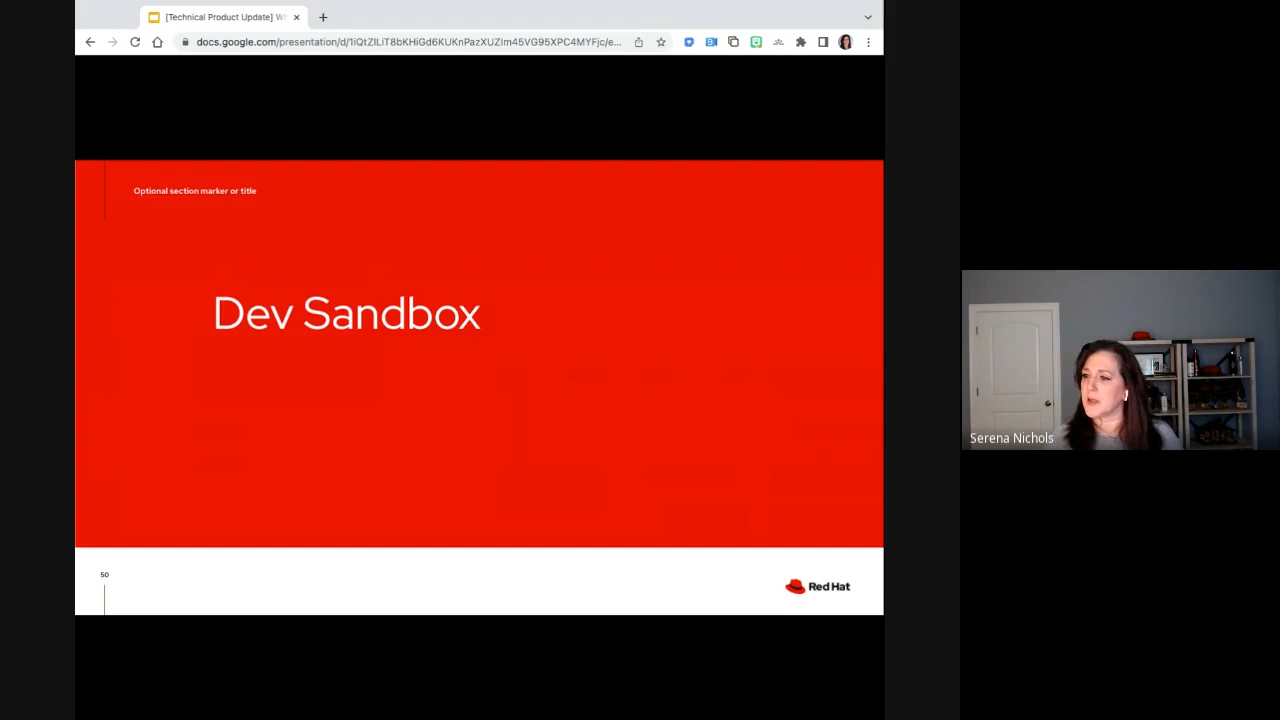 [Technical Product Update] W
docs.google.com/presentation/d/1iQtZILiT8bKHiGd6KUKnPazXUZIm45VG95XPC4MYFjc/e...
Optional section marker or title
Dev Sandbox
50
Red Hat
Serena Nichols